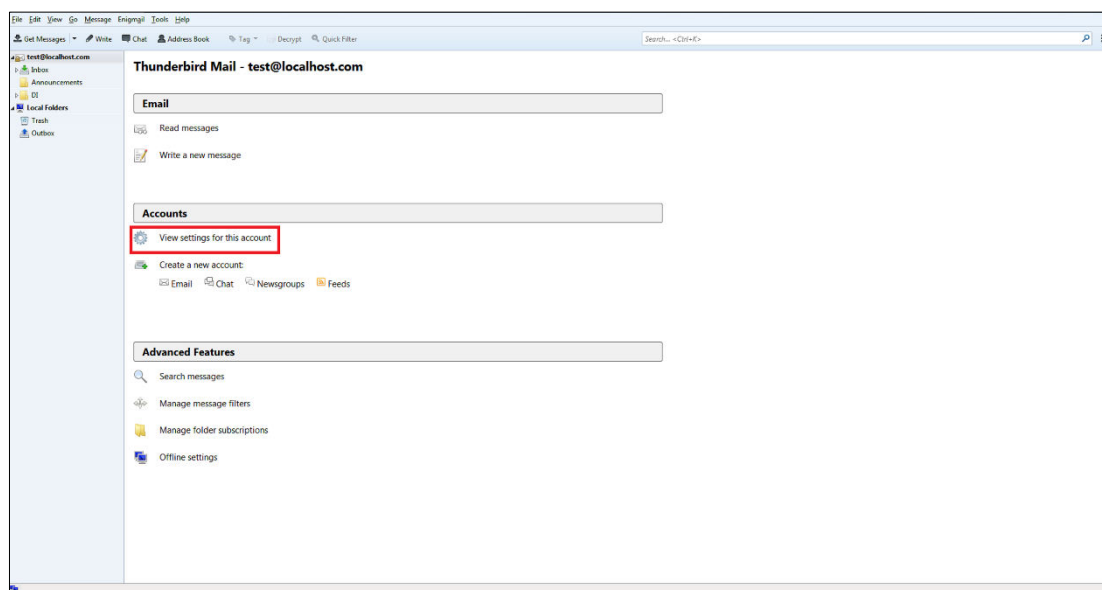 File Edit View Go Message Enigmail Tools Help
Get Messages Write Chat Address Book Tag Decrypt Quick Filter Search... <Ctrl+K>
test@localhost.com
Inbox
Announcements
DI
Local Folders
Trash
Outbox
Thunderbird Mail - test@localhost.com
Email
Read messages
Write a new message
Accounts
View settings for this account
Create a new account:
Email Chat Newsgroups Feeds
Advanced Features
Search messages
Manage message filters
Manage folder subscriptions
Offline settings